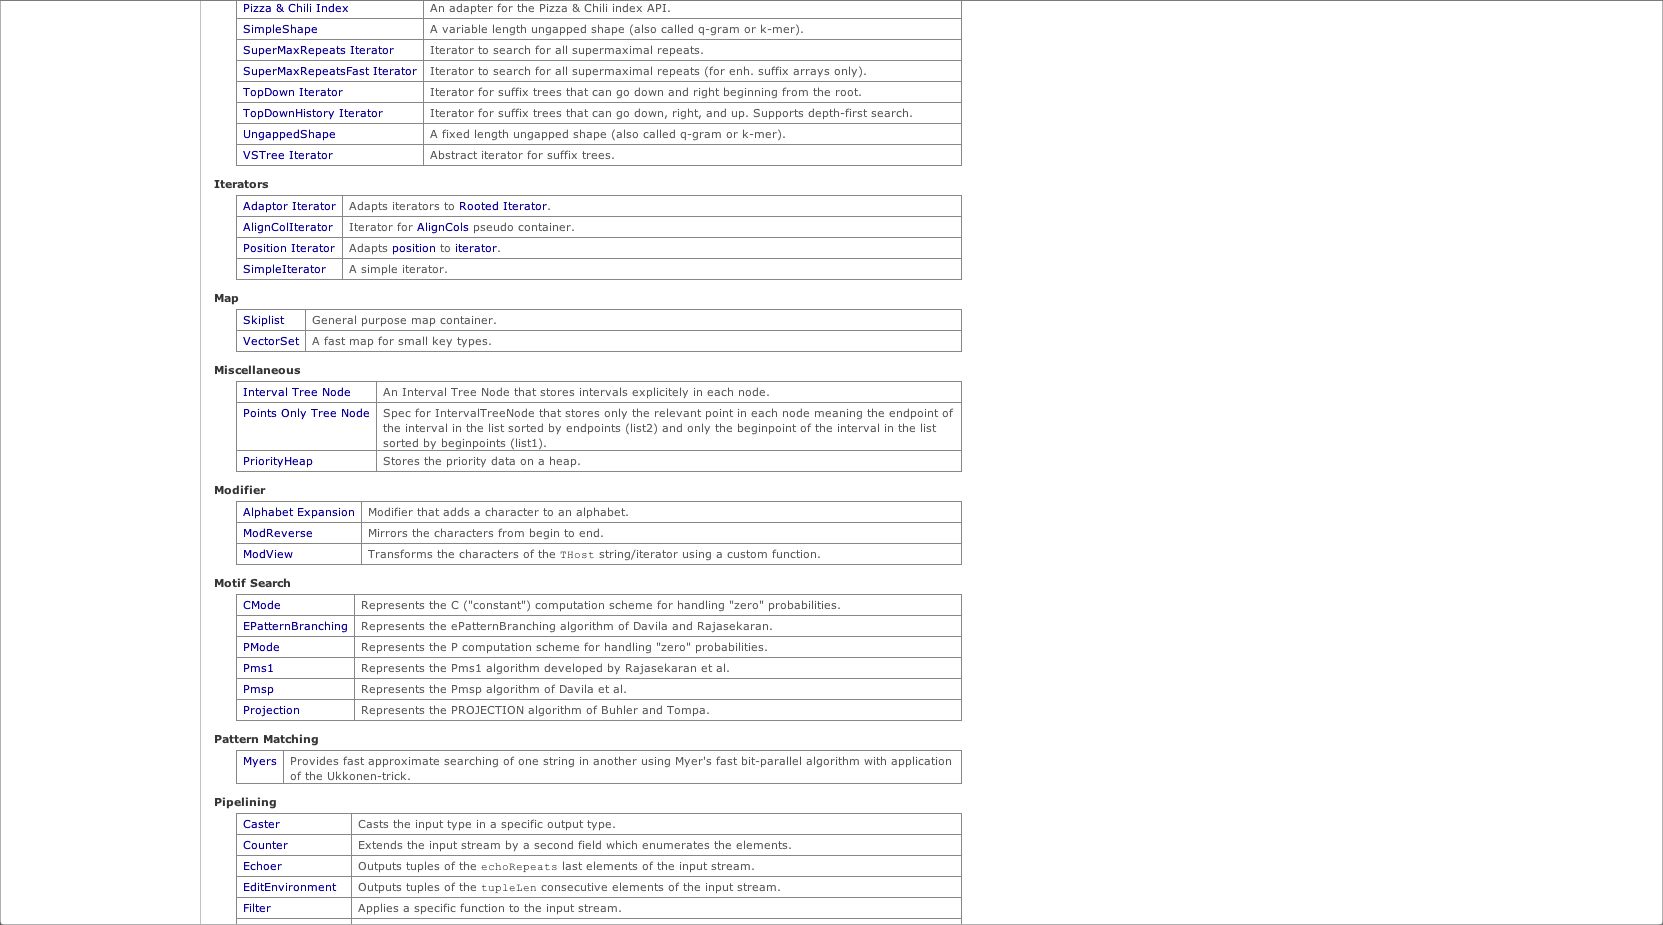 Pizza & Chili Index An adapter for the Pizza & Chili index API.
SimpleShape A variable length ungapped shape (also called q-gram or k-mer).
SuperMaxRepeats Iterator Iterator to search for all supermaximal repeats.
SuperMaxRepeatsFast Iterator Iterator to search for all supermaximal repeats (for enh. suffix arrays only).
TopDown Iterator Iterator for suffix trees that can go down and right beginning from the root.
TopDownHistory Iterator Iterator for suffix trees that can go down, right, and up. Supports depth-first search.
UngappedShape A fixed length ungapped shape (also called q-gram or k-mer).
VSTree Iterator Abstract iterator for suffix trees.
Iterators
Adaptor Iterator Adapts iterators to Rooted Iterator.
AlignColIterator Iterator for AlignCols pseudo container.
Position Iterator Adapts position to iterator.
SimpleIterator A simple iterator.
Map
Skiplist General purpose map container.
VectorSet A fast map for small key types.
Miscellaneous
Interval Tree Node An Interval Tree Node that stores intervals explicitely in each node.
Points Only Tree Node Spec for IntervalTreeNode that stores only the relevant point in each node meaning the endpoint of
the interval in the list sorted by endpoints (list2) and only the beginpoint of the interval in the list
sorted by beginpoints (list1).
PriorityHeap Stores the priority data on a heap.
Modifier
Alphabet Expansion Modifier that adds a character to an alphabet.
ModReverse Mirrors the characters from begin to end.
ModView Transforms the characters of the THost string/iterator using a custom function.
Motif Search
CMode Represents the C ("constant") computation scheme for handling "zero" probabilities.
EPatternBranching Represents the ePatternBranching algorithm of Davila and Rajasekaran.
PMode Represents the P computation scheme for handling "zero" probabilities.
Pms1 Represents the Pms1 algorithm developed by Rajasekaran et al.
Pmsp Represents the Pmsp algorithm of Davila et al.
Projection Represents the PROJECTION algorithm of Buhler and Tompa.
Pattern Matching
Myers Provides fast approximate searching of one string in another using Myer's fast bit-parallel algorithm with application
of the Ukkonen-trick.
Pipelining
Caster Casts the input type in a specific output type.
Counter Extends the input stream by a second field which enumerates the elements.
Echoer Outputs tuples of the echoRepeats last elements of the input stream.
EditEnvironment Outputs tuples of the tupleLen consecutive elements of the input stream.
Filter Applies a specific function to the input stream.